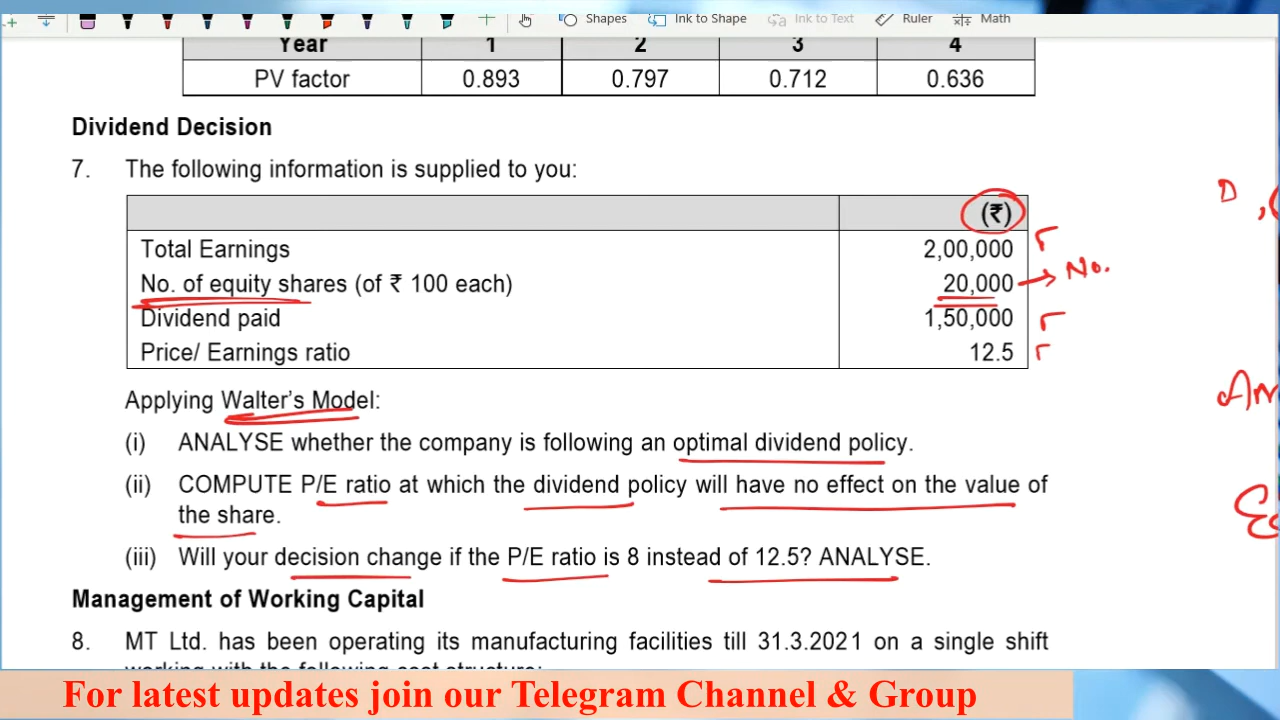 Shapes Ink to Shape Ink to Text Ruler Math
Year 1 2 3 4
PV factor 0.893 0.797 0.712 0.636
Dividend Decision
7. The following information is supplied to you:
(₹)
Total Earnings 2,00,000
No. of equity shares (of ₹ 100 each) 20,000 No.
Dividend paid 1,50,000
Price/ Earnings ratio 12.5
Applying Walter's Model:
(i) ANALYSE whether the company is following an optimal dividend policy.
(ii) COMPUTE P/E ratio at which the dividend policy will have no effect on the value of
the share.
(iii) Will your decision change if the P/E ratio is 8 instead of 12.5? ANALYSE.
Management of Working Capital
8. MT Ltd. has been operating its manufacturing facilities till 31.3.2021 on a single shift
working with the following cost structure:
For latest updates join our Telegram Channel & Group